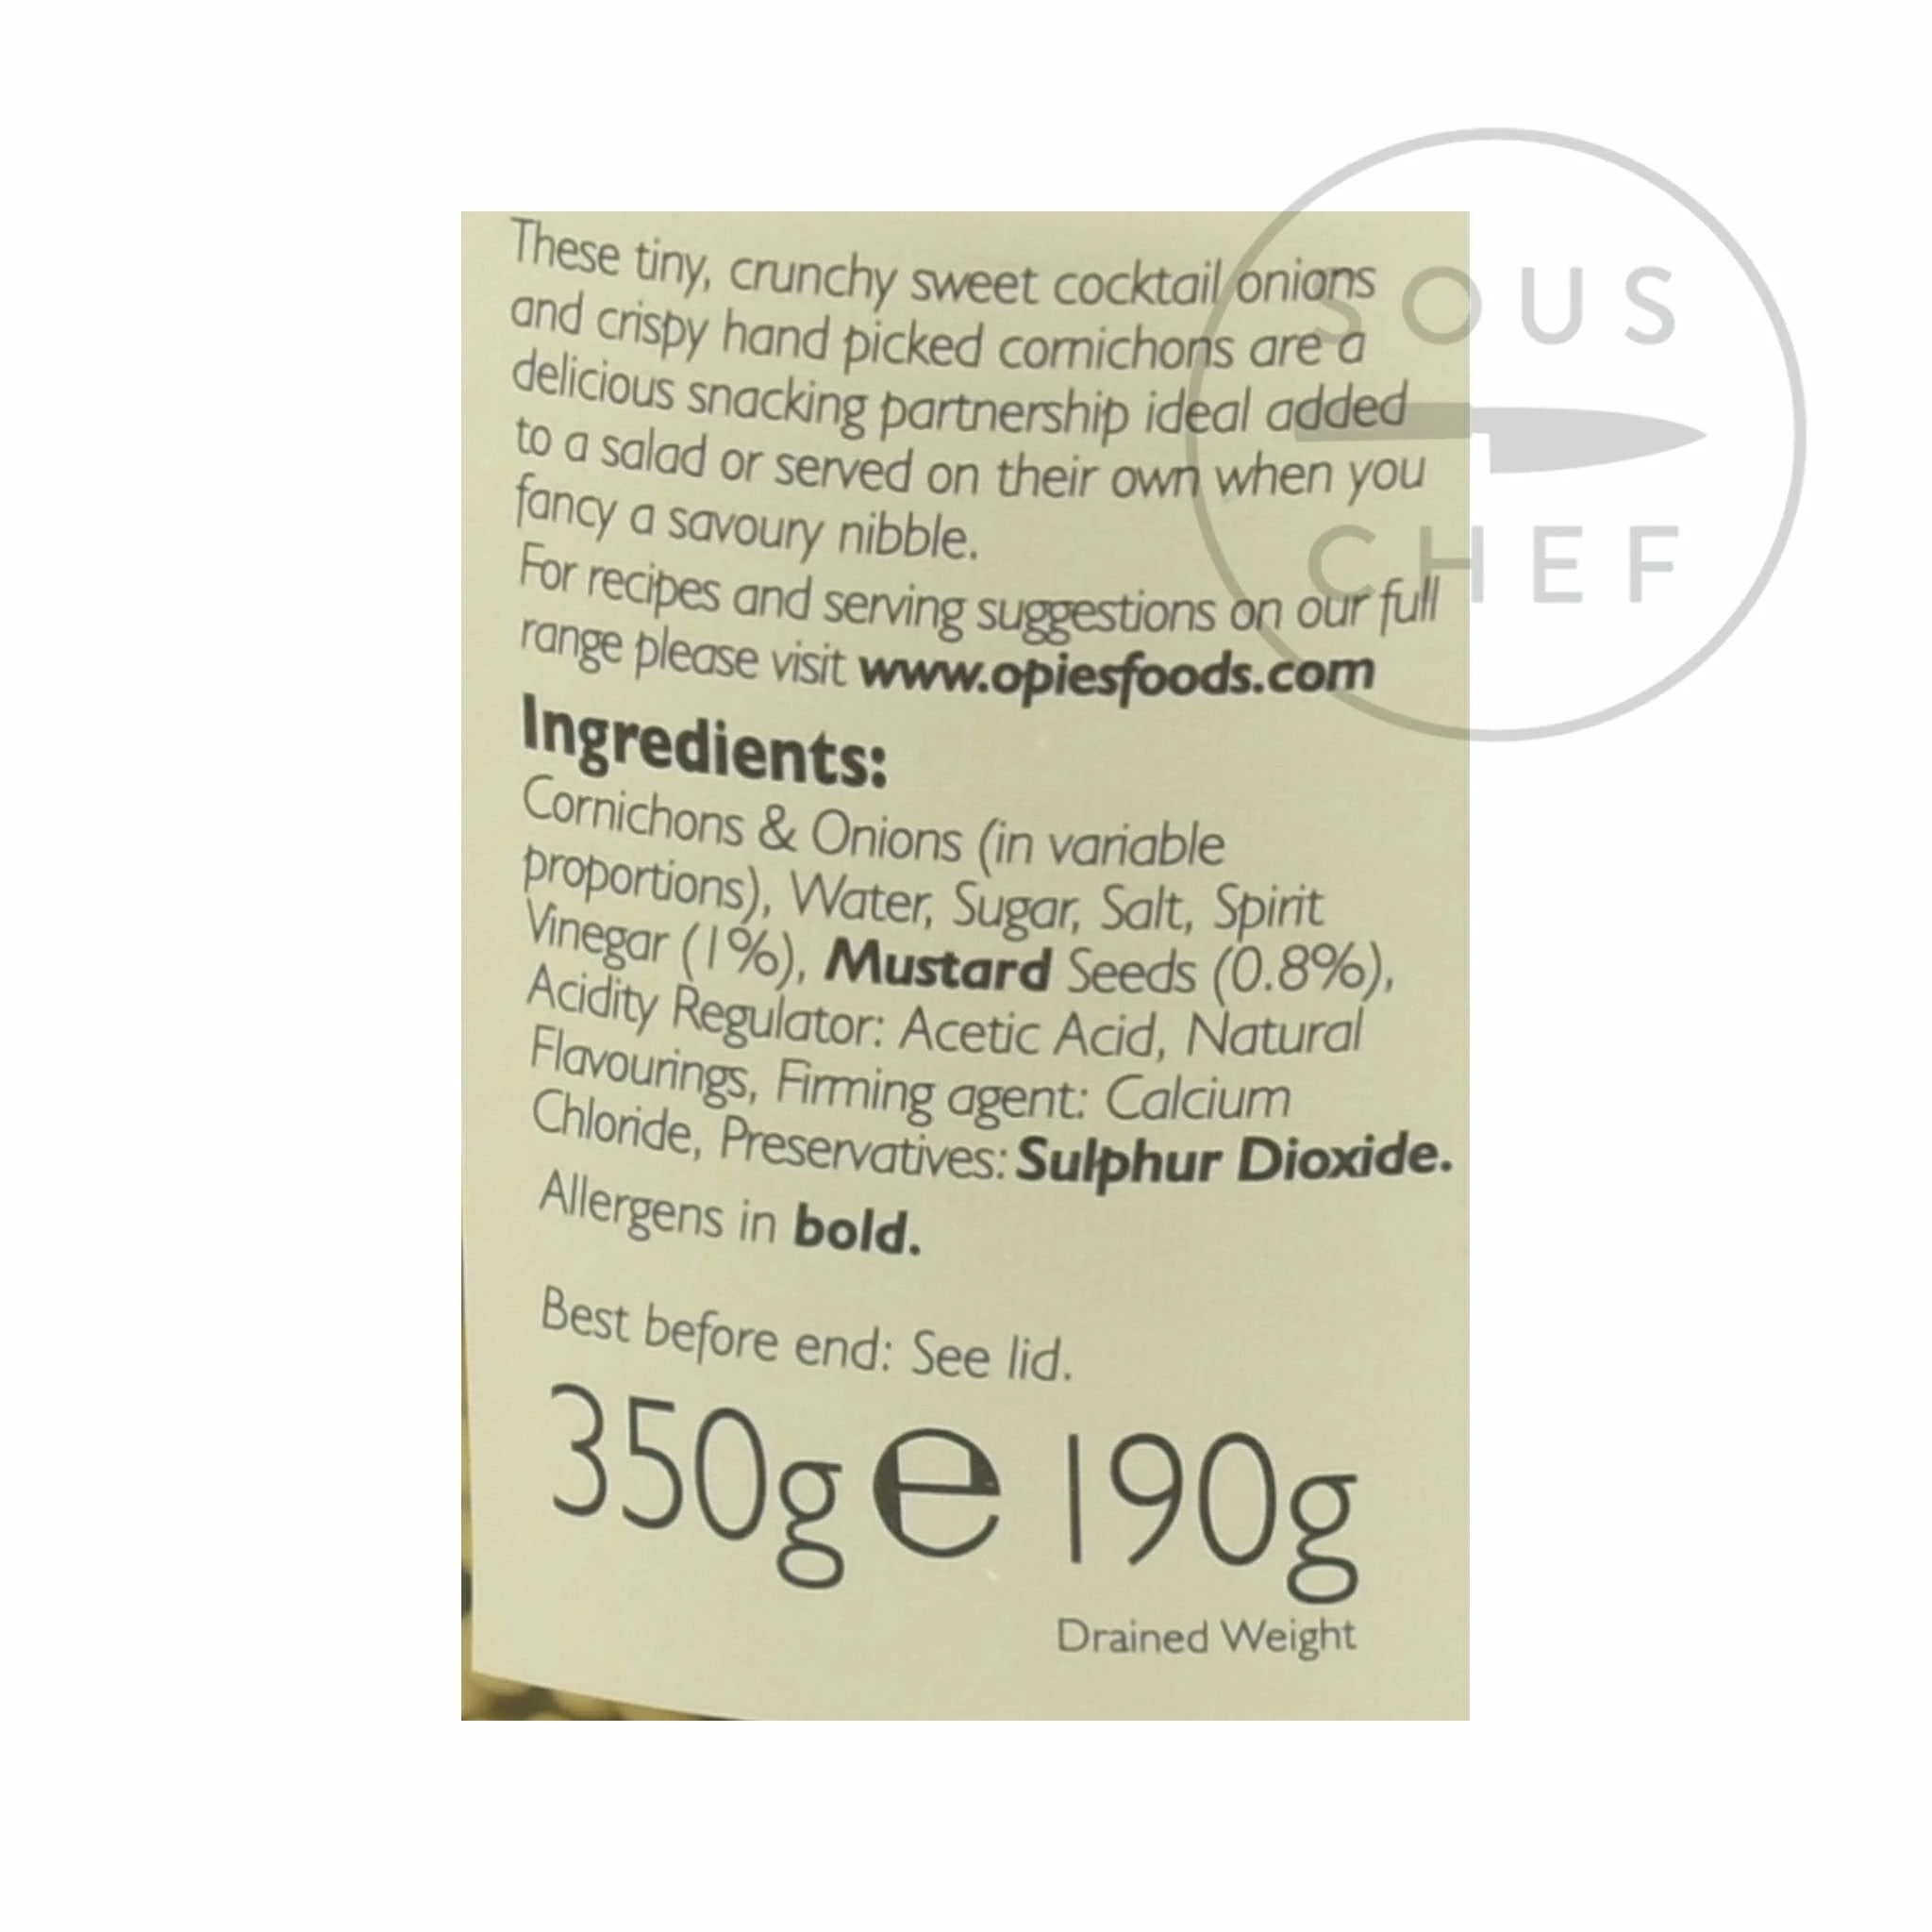 These tiny, crunchy sweet cocktail onions
and crispy hand picked cornichons are a
delicious snacking partnership ideal added
to a salad or served on their own when you
fancy a savoury nibble.
For recipes and serving suggestions on our full
range please visit www.opiesfoods.com
Ingredients:
Cornichons & Onions (in variable
proportions), Water, Sugar, Salt, Spirit
Vinegar (1%), Mustard Seeds (0.8%),
Acidity Regulator: Acetic Acid, Natural
Flavourings, Firming agent: Calcium
Chloride, Preservatives: Sulphur Dioxide.
Allergens in bold.
Best before end: See lid.
350g e 190g
Drained Weight
SOUS
CHEF